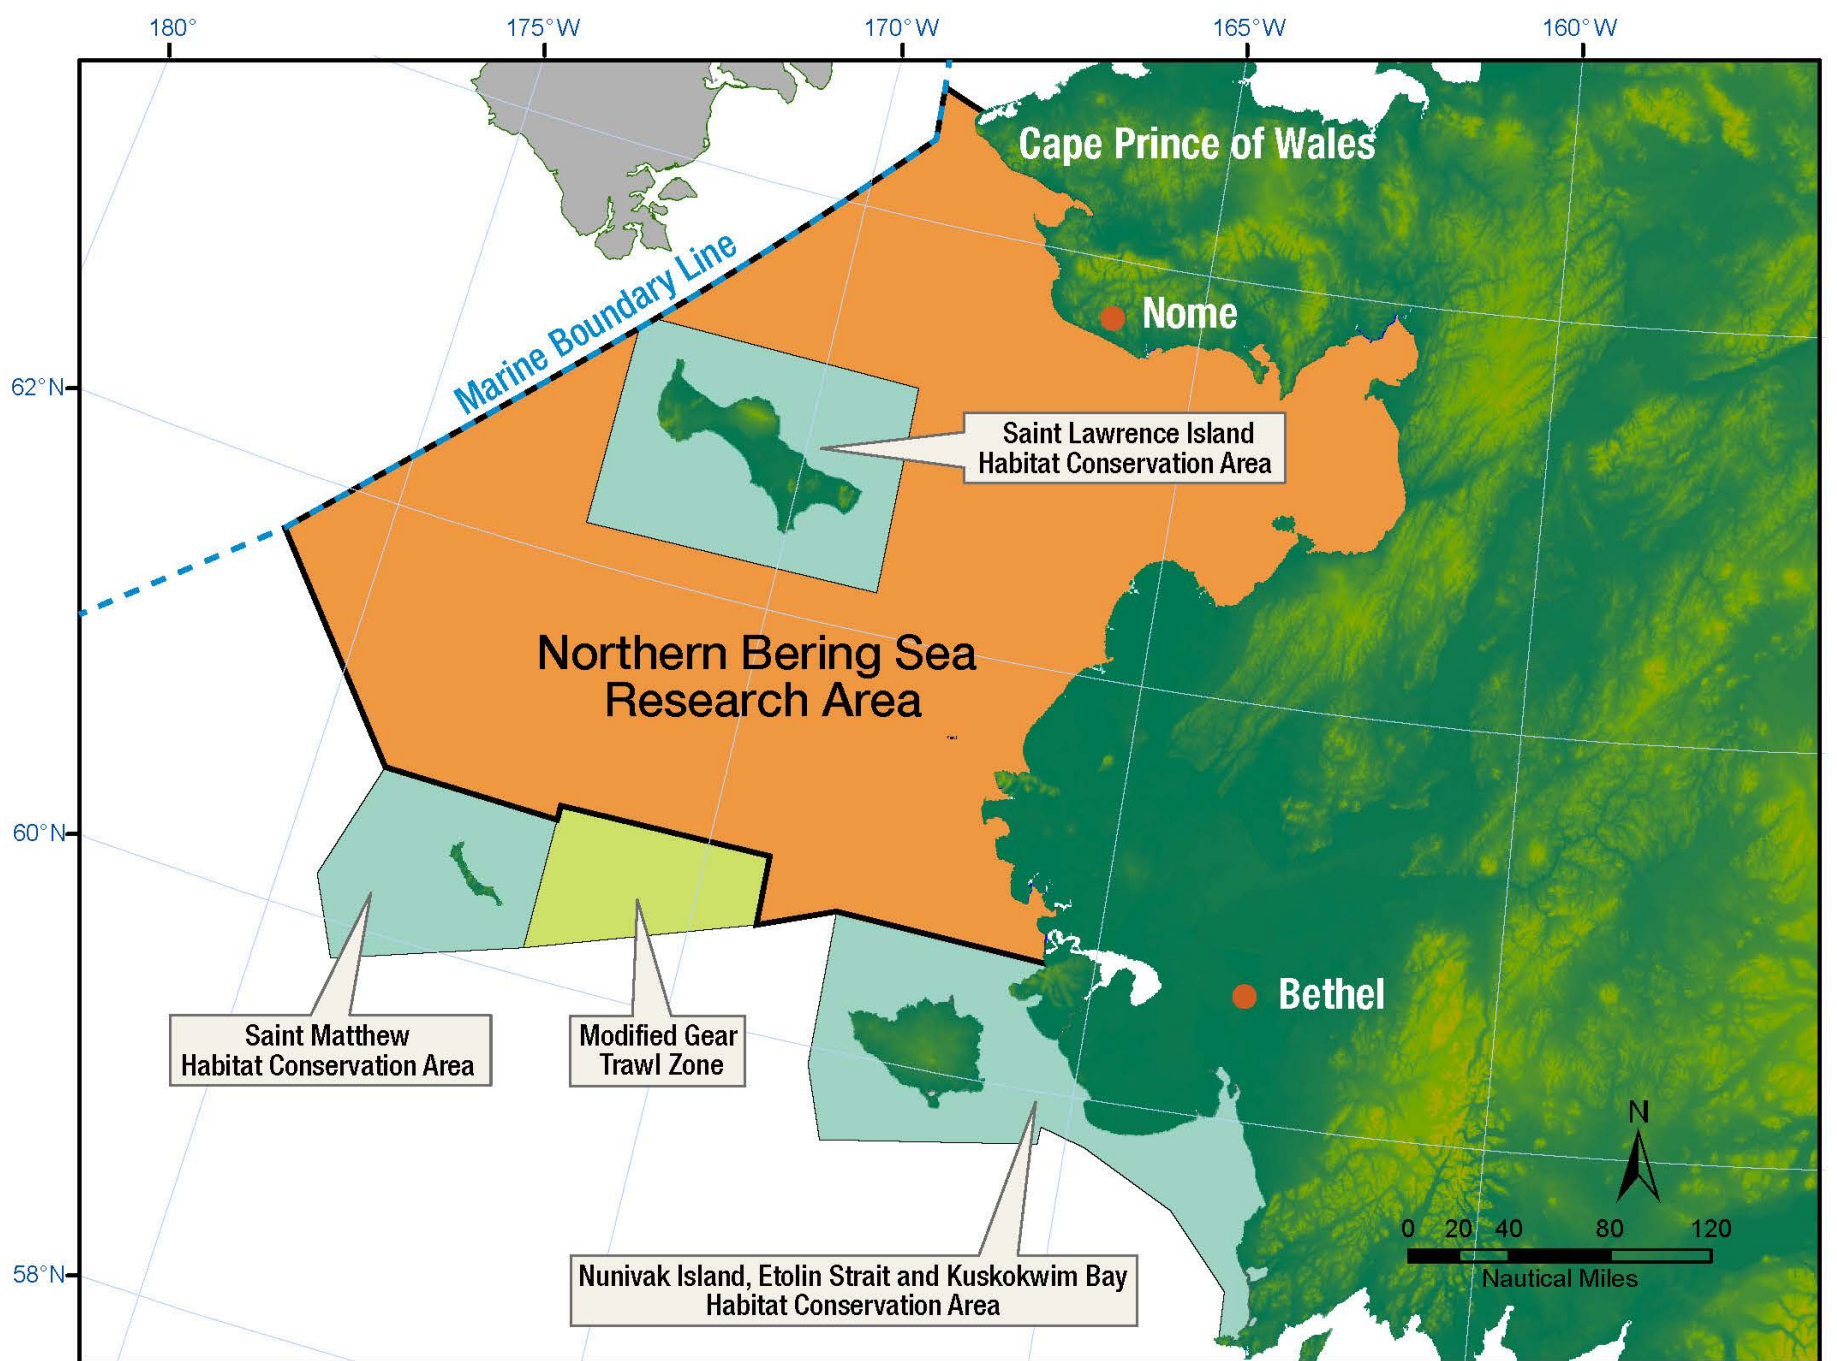 180°
175°W
170°W
165°W
160°W
Cape Prince of Wales
Marine Boundary Line
Nome
62°N
Saint Lawrence Island
Habitat Conservation Area
Northern Bering Sea
Research Area
60°N
Bethel
Saint Matthew
Habitat Conservation Area
Modified Gear
Trawl Zone
N
0 20 40 80 120
Nautical Miles
58°N
Nunivak Island, Etolin Strait and Kuskokwim Bay
Habitat Conservation Area